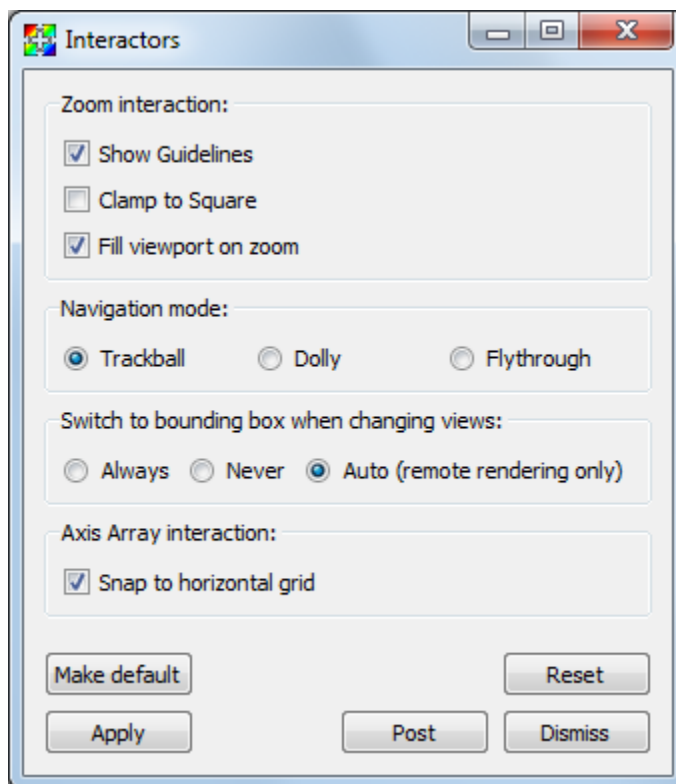 Interactors
Zoom interaction:
Show Guidelines
Clamp to Square
Fill viewport on zoom
Navigation mode:
Trackball Dolly Flythrough
Switch to bounding box when changing views:
Always Never Auto (remote rendering only)
Axis Array interaction:
Snap to horizontal grid
Make default Reset
Apply Post Dismiss